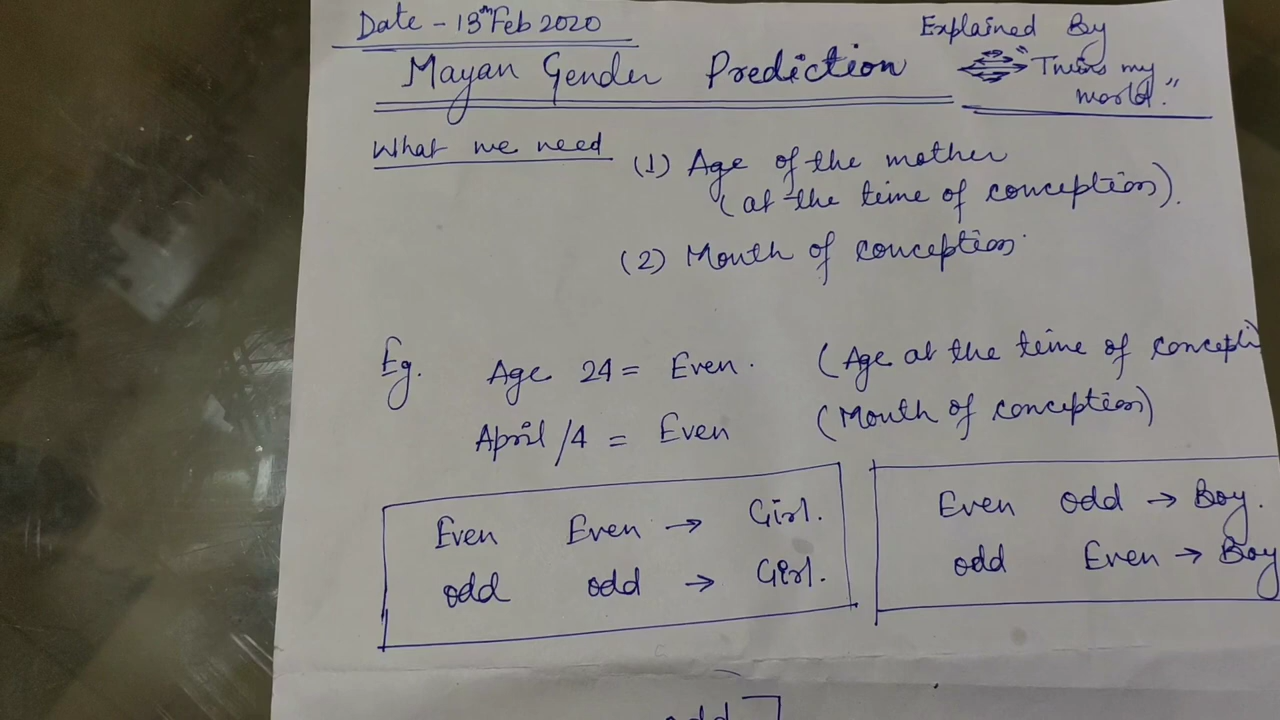 Date - 13th Feb 2020
Explained By
Mayan Gender Prediction
"Twins my
world."
What we need
(1) Age of the mother
(at the time of conception).
(2) Month of conception.
Eg. Age 24 = Even. (Age at the time of concepti
April /4 = Even (Month of conception)
Even Even → Girl.
odd odd → Girl.
Even odd → Boy.
odd Even → Boy
odd